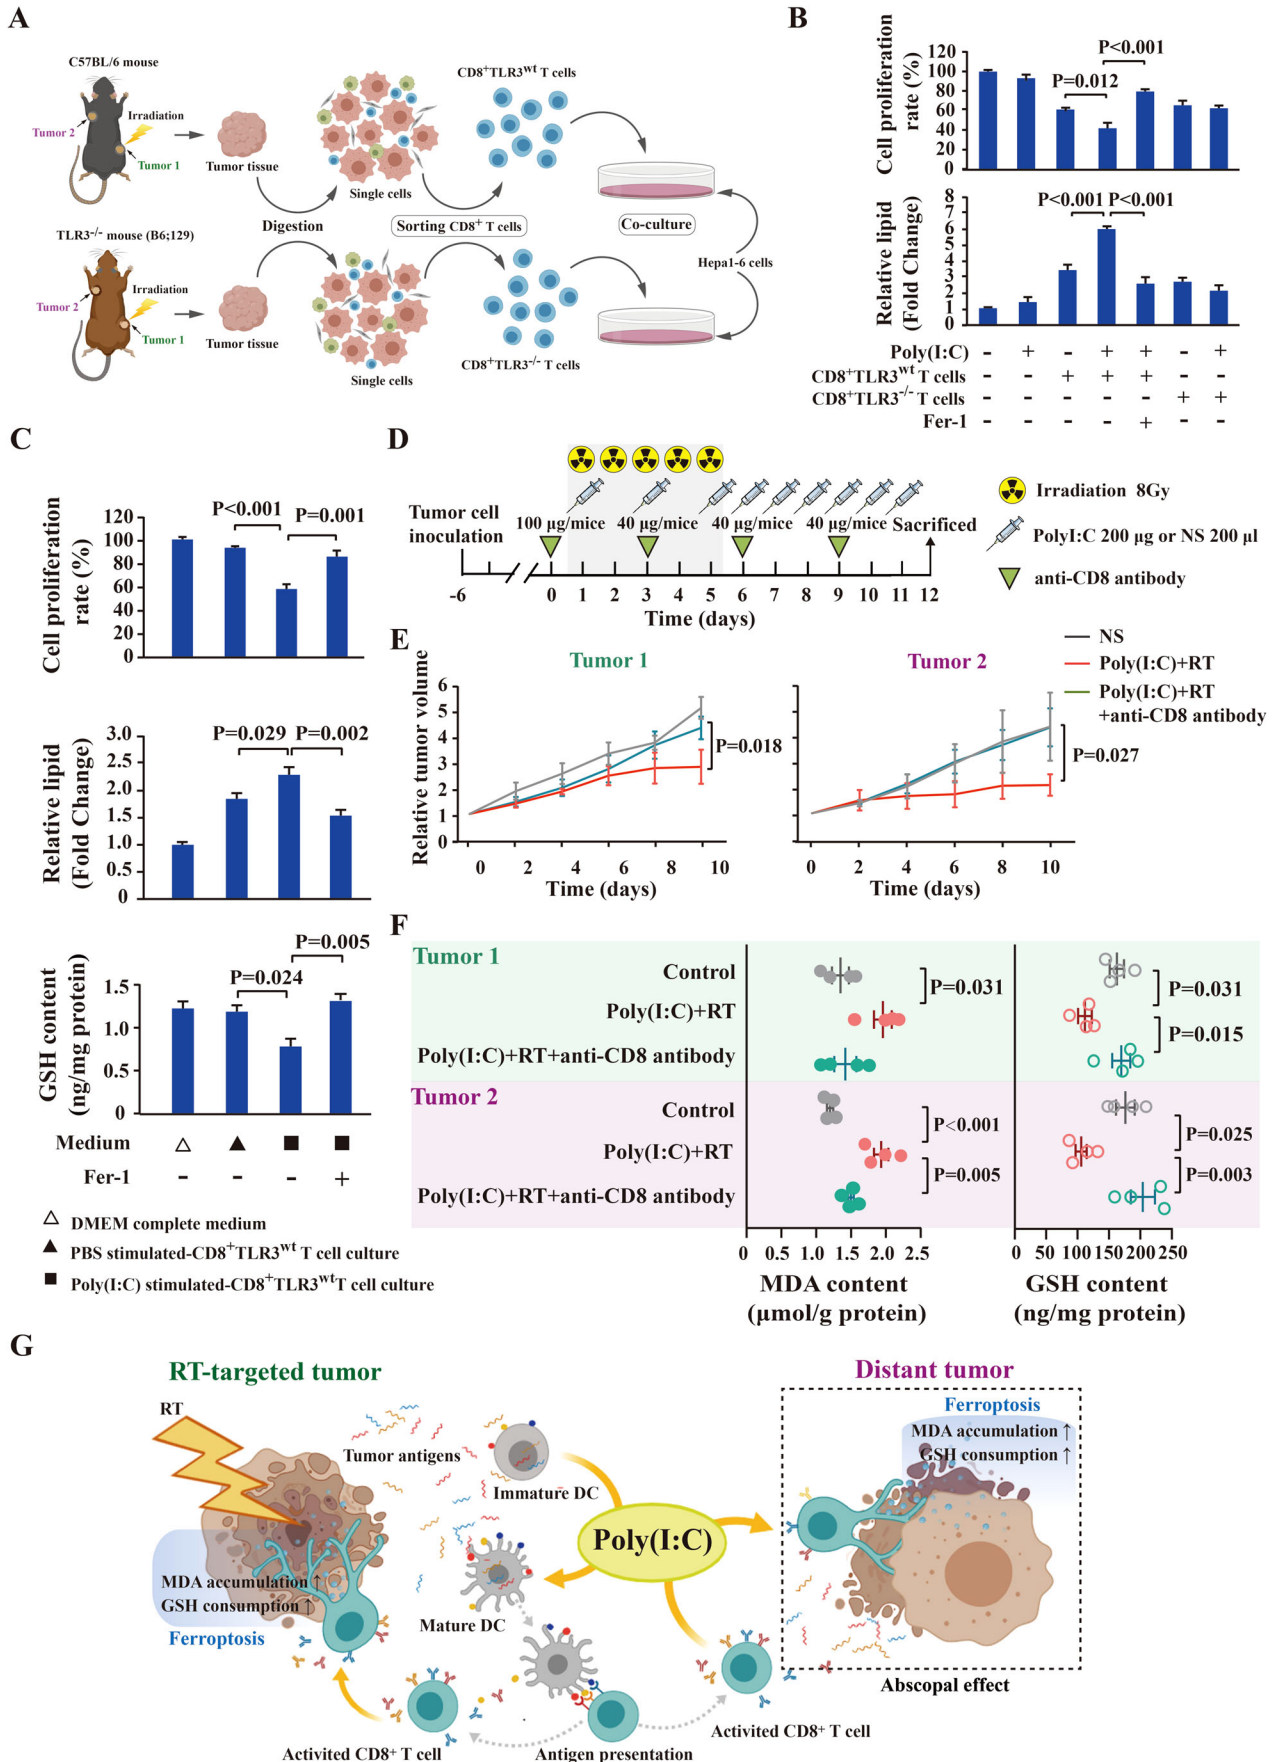 A
C57BL/6 mouse
Irradiation
Tumor 2
Tumor 1
Tumor tissue
TLR3-/- mouse (B6;129)
Irradiation
Tumor 2
Tumor 1
Tumor tissue
Digestion
Single cells
Single cells
Sorting CD8+ T cells
CD8+TLR3wt T cells
CD8+TLR3-/- T cells
Co-culture
Hepa1-6 cells
B
Cell proliferation
rate (%)
120
100
80
60
40
20
0
P=0.012
P<0.001
Relative lipid
(Fold Change)
8
7
6
5
4
3
2
1
0
P<0.001
P<0.001
Poly(I:C) - + - + + - +
CD8+TLR3wt T cells - - + + + - -
CD8+TLR3-/- T cells - - - - - + +
Fer-1 - - - - + - -
C
Cell proliferation
rate (%)
120
100
80
60
40
20
0
P<0.001
P=0.001
Relative lipid
(Fold Change)
3.0
2.5
2.0
1.5
1.0
0.5
0
P=0.029
P=0.002
GSH content
(ng/mg protein)
1.5
1.0
0.5
0
P=0.024
P=0.005
Medium △ ▲ ■ ■
Fer-1 - - - +
△ DMEM complete medium
▲ PBS stimulated-CD8+TLR3wt T cell culture
■ Poly(I:C) stimulated-CD8+TLR3wtT cell culture
D
Tumor cell
inoculation
100 μg/mice
40 μg/mice
40 μg/mice
40 μg/mice
Sacrificed
-6 0 1 2 3 4 5 6 7 8 9 10 11 12
Time (days)
Irradiation 8Gy
PolyI:C 200 μg or NS 200 μl
anti-CD8 antibody
E
Tumor 1
Relative tumor volume
6
5
4
3
2
1
0
P=0.018
0 2 4 6 8 10
Time (days)
Tumor 2
P=0.027
0 2 4 6 8 10
Time (days)
NS
Poly(I:C)+RT
Poly(I:C)+RT
+anti-CD8 antibody
F
Tumor 1
Control
Poly(I:C)+RT
Poly(I:C)+RT+anti-CD8 antibody
Tumor 2
Control
Poly(I:C)+RT
Poly(I:C)+RT+anti-CD8 antibody
P=0.031
P<0.001
P=0.005
0 0.5 1.0 1.5 2.0 2.5
MDA content
(μmol/g protein)
P=0.031
P=0.015
P=0.025
P=0.003
0 50 100 150 200 250
GSH content
(ng/mg protein)
G
RT-targeted tumor
RT
Tumor antigens
Immature DC
Mature DC
MDA accumulation ↑
GSH consumption ↑
Ferroptosis
Activited CD8+ T cell
Antigen presentation
Poly(I:C)
Activited CD8+ T cell
Distant tumor
Ferroptosis
MDA accumulation ↑
GSH consumption ↑
Abscopal effect